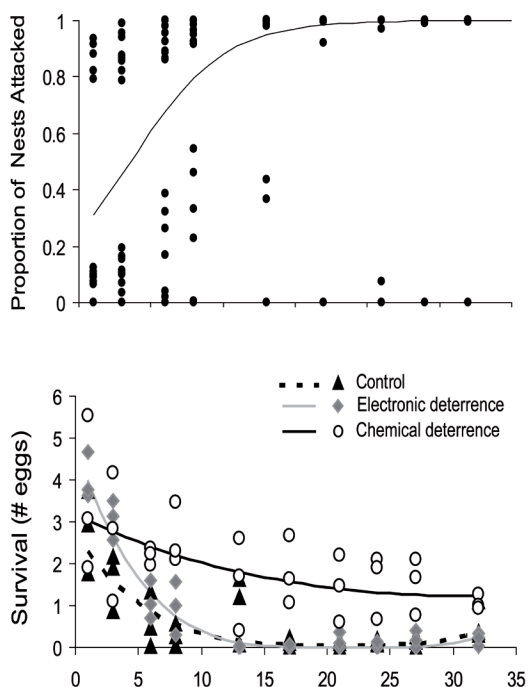 Proportion of Nests Attacked
1
0.8
0.6
0.4
0.2
0
Survival (# eggs)
6
5
4
3
2
1
0
Control
Electronic deterrence
Chemical deterrence
0 5 10 15 20 25 30 35